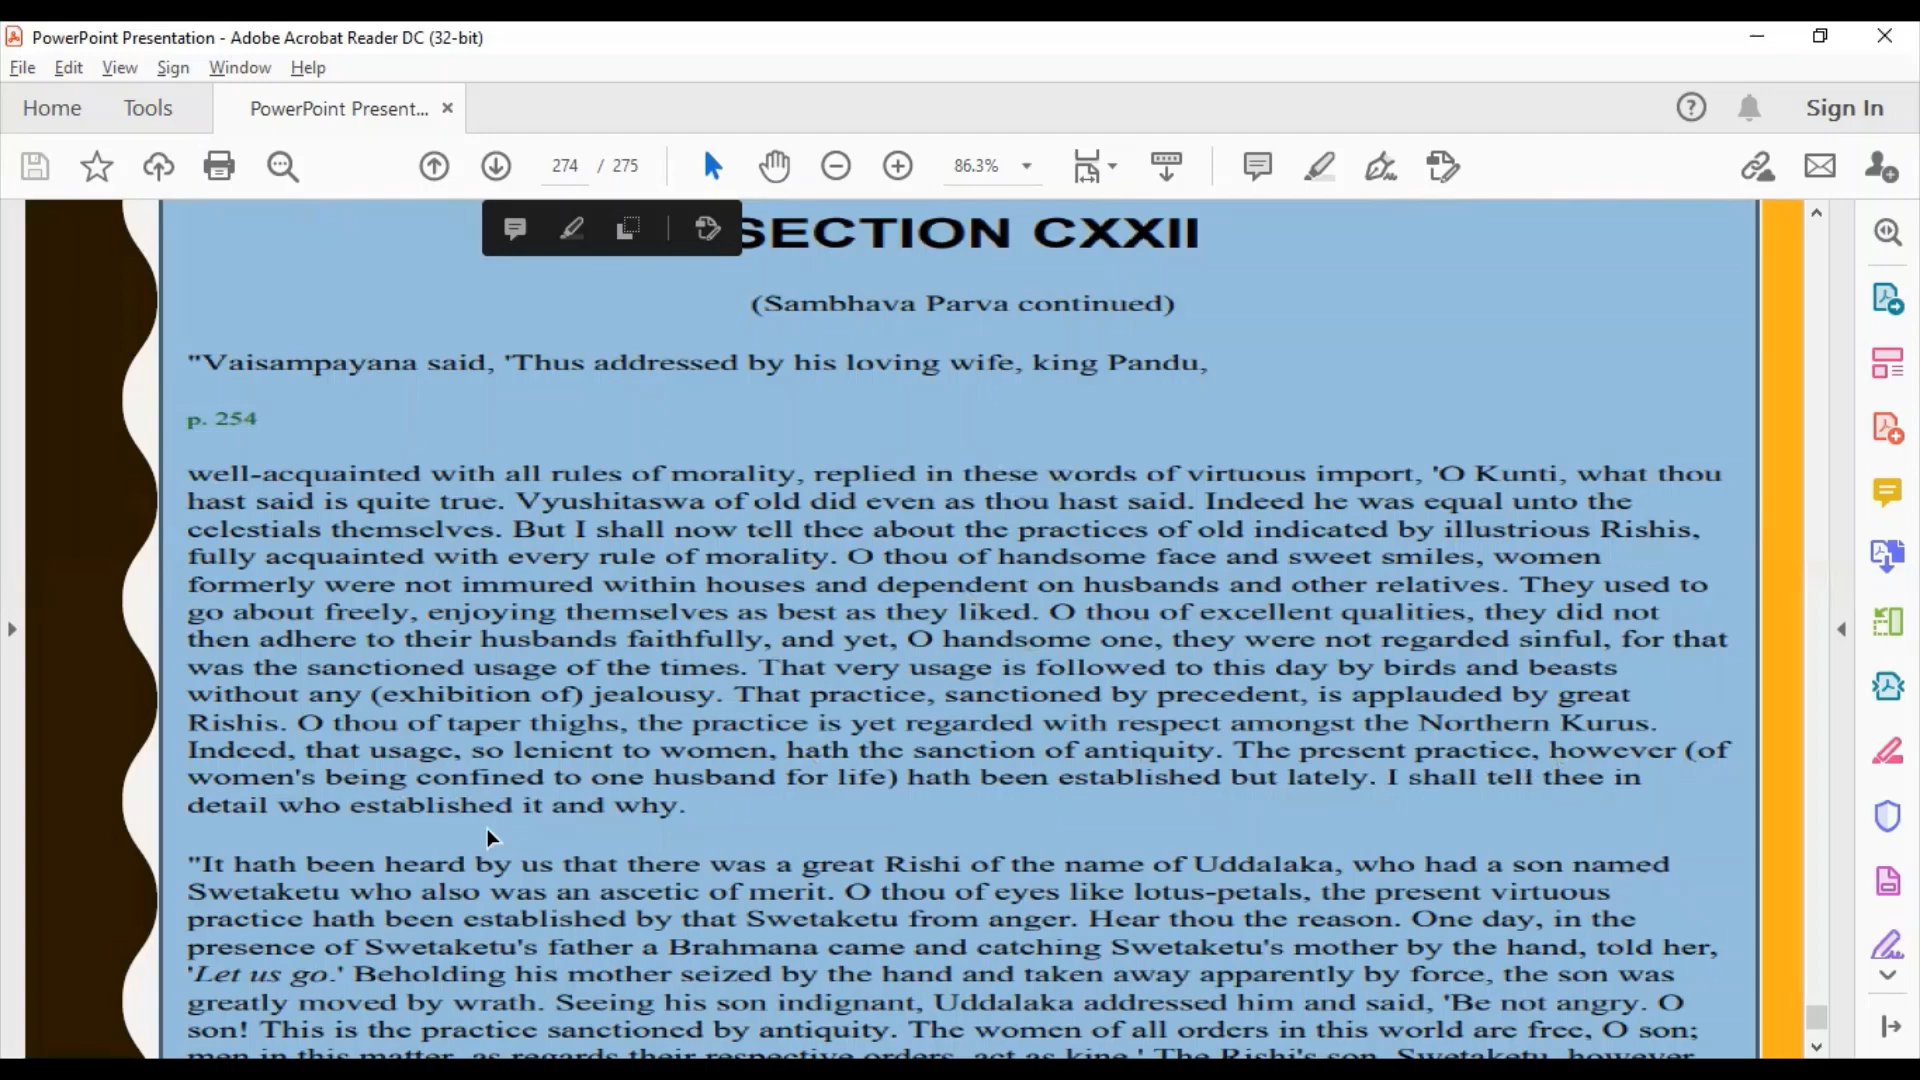 PowerPoint Presentation - Adobe Acrobat Reader DC (32-bit)
File Edit View Sign Window Help
Home Tools PowerPoint Present... Sign In
274 / 275 86.3%
SECTION CXXII
(Sambhava Parva continued)
"Vaisampayana said, 'Thus addressed by his loving wife, king Pandu,
p. 254
well-acquainted with all rules of morality, replied in these words of virtuous import, 'O Kunti, what thou
hast said is quite true. Vyushitaswa of old did even as thou hast said. Indeed he was equal unto the
celestials themselves. But I shall now tell thee about the practices of old indicated by illustrious Rishis,
fully acquainted with every rule of morality. O thou of handsome face and sweet smiles, women
formerly were not immured within houses and dependent on husbands and other relatives. They used to
go about freely, enjoying themselves as best as they liked. O thou of excellent qualities, they did not
then adhere to their husbands faithfully, and yet, O handsome one, they were not regarded sinful, for that
was the sanctioned usage of the times. That very usage is followed to this day by birds and beasts
without any (exhibition of) jealousy. That practice, sanctioned by precedent, is applauded by great
Rishis. O thou of taper thighs, the practice is yet regarded with respect amongst the Northern Kurus.
Indeed, that usage, so lenient to women, hath the sanction of antiquity. The present practice, however (of
women's being confined to one husband for life) hath been established but lately. I shall tell thee in
detail who established it and why.
"It hath been heard by us that there was a great Rishi of the name of Uddalaka, who had a son named
Swetaketu who also was an ascetic of merit. O thou of eyes like lotus-petals, the present virtuous
practice hath been established by that Swetaketu from anger. Hear thou the reason. One day, in the
presence of Swetaketu's father a Brahmana came and catching Swetaketu's mother by the hand, told her,
'Let us go.' Beholding his mother seized by the hand and taken away apparently by force, the son was
greatly moved by wrath. Seeing his son indignant, Uddalaka addressed him and said, 'Be not angry. O
son! This is the practice sanctioned by antiquity. The women of all orders in this world are free, O son;
men in this matter, as regards their respective orders, act as kine.' The Rishi's son, Swetaketu, however,